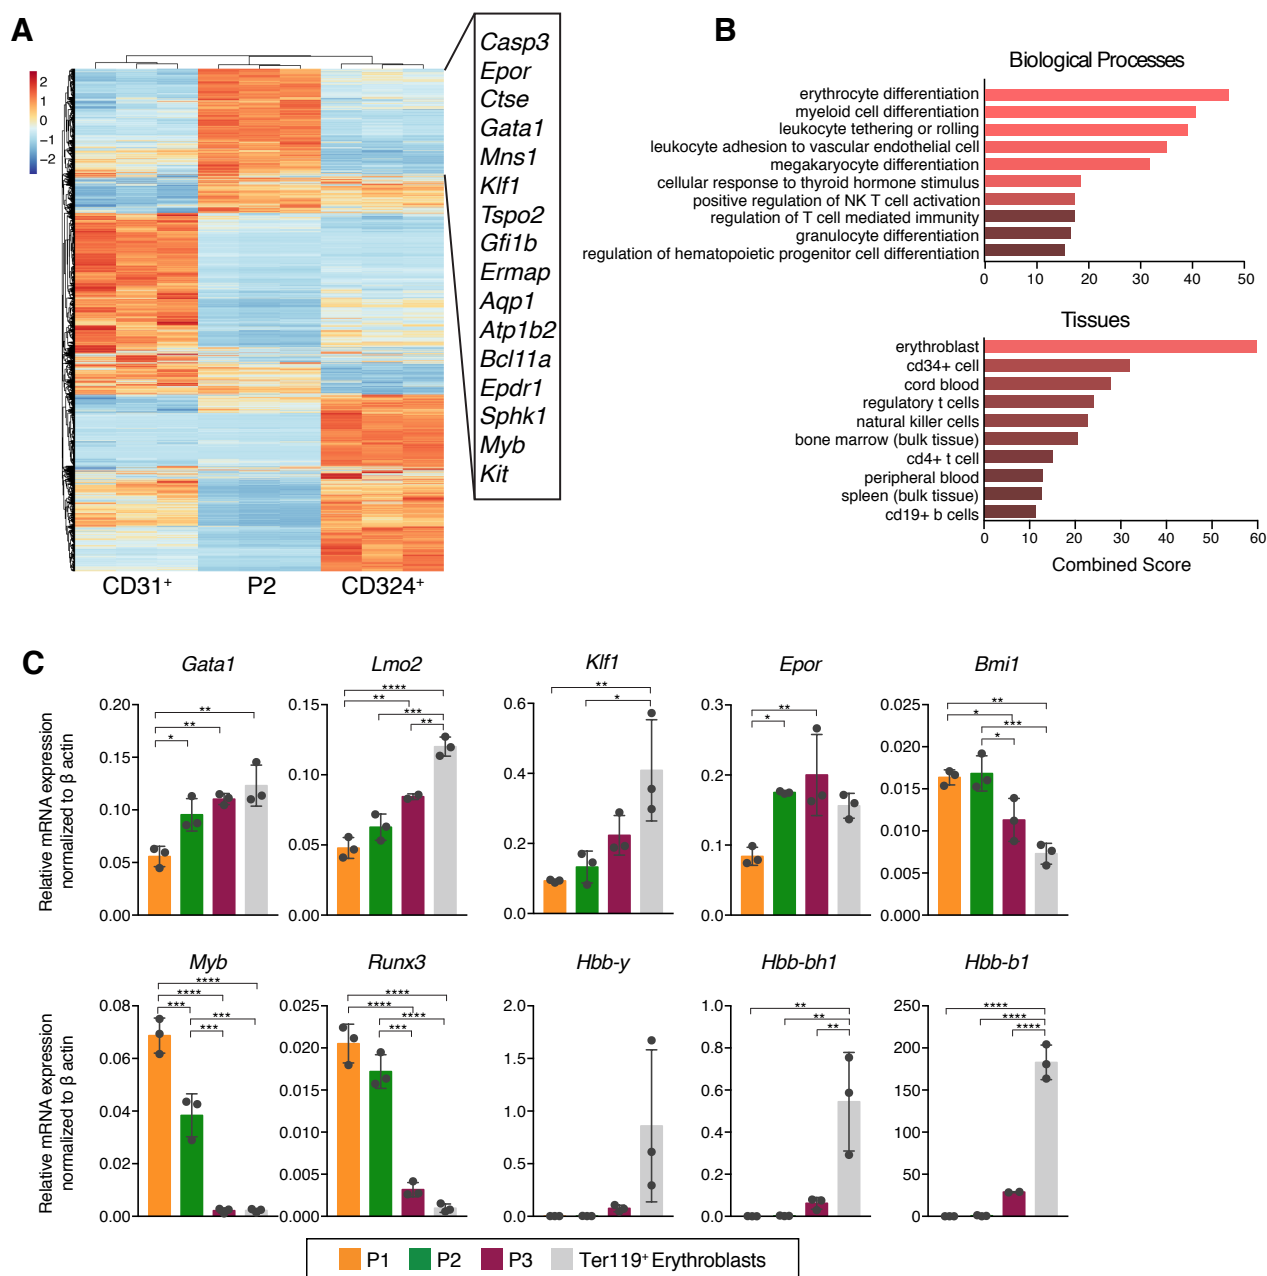 A
B
2
1
0
−1
−2
Casp3
Epor
Ctse
Gata1
Mns1
Klf1
Tspo2
Gfi1b
Ermap
Aqp1
Atp1b2
Bcl11a
Epdr1
Sphk1
Myb
Kit
CD31+
P2
CD324+
Biological Processes
erythrocyte differentiation
myeloid cell differentiation
leukocyte tethering or rolling
leukocyte adhesion to vascular endothelial cell
megakaryocyte differentiation
cellular response to thyroid hormone stimulus
positive regulation of NK T cell activation
regulation of T cell mediated immunity
granulocyte differentiation
regulation of hematopoietic progenitor cell differentiation
0 10 20 30 40 50
Tissues
erythroblast
cd34+ cell
cord blood
regulatory t cells
natural killer cells
bone marrow (bulk tissue)
cd4+ t cell
peripheral blood
spleen (bulk tissue)
cd19+ b cells
0 10 20 30 40 50 60
Combined Score
C
Relative mRNA expression
normalized to β actin
Gata1
0.20
0.15
0.10
0.05
0.00
**
**
*
Lmo2
0.15
0.10
0.05
0.00
****
**
***
**
Klf1
0.6
0.4
0.2
0.0
**
*
Epor
0.3
0.2
0.1
0.0
**
*
Bmi1
0.025
0.020
0.015
0.010
0.005
0.000
**
*
***
*
Relative mRNA expression
normalized to β actin
Myb
0.08
0.06
0.04
0.02
0.00
****
****
***
***
***
Runx3
0.025
0.020
0.015
0.010
0.005
0.000
****
****
****
***
Hbb-y
2.0
1.5
1.0
0.5
0.0
Hbb-bh1
1.0
0.8
0.6
0.4
0.2
0.0
**
**
**
Hbb-b1
250
200
150
100
50
0
****
****
****
P1 P2 P3 Ter119+ Erythroblasts